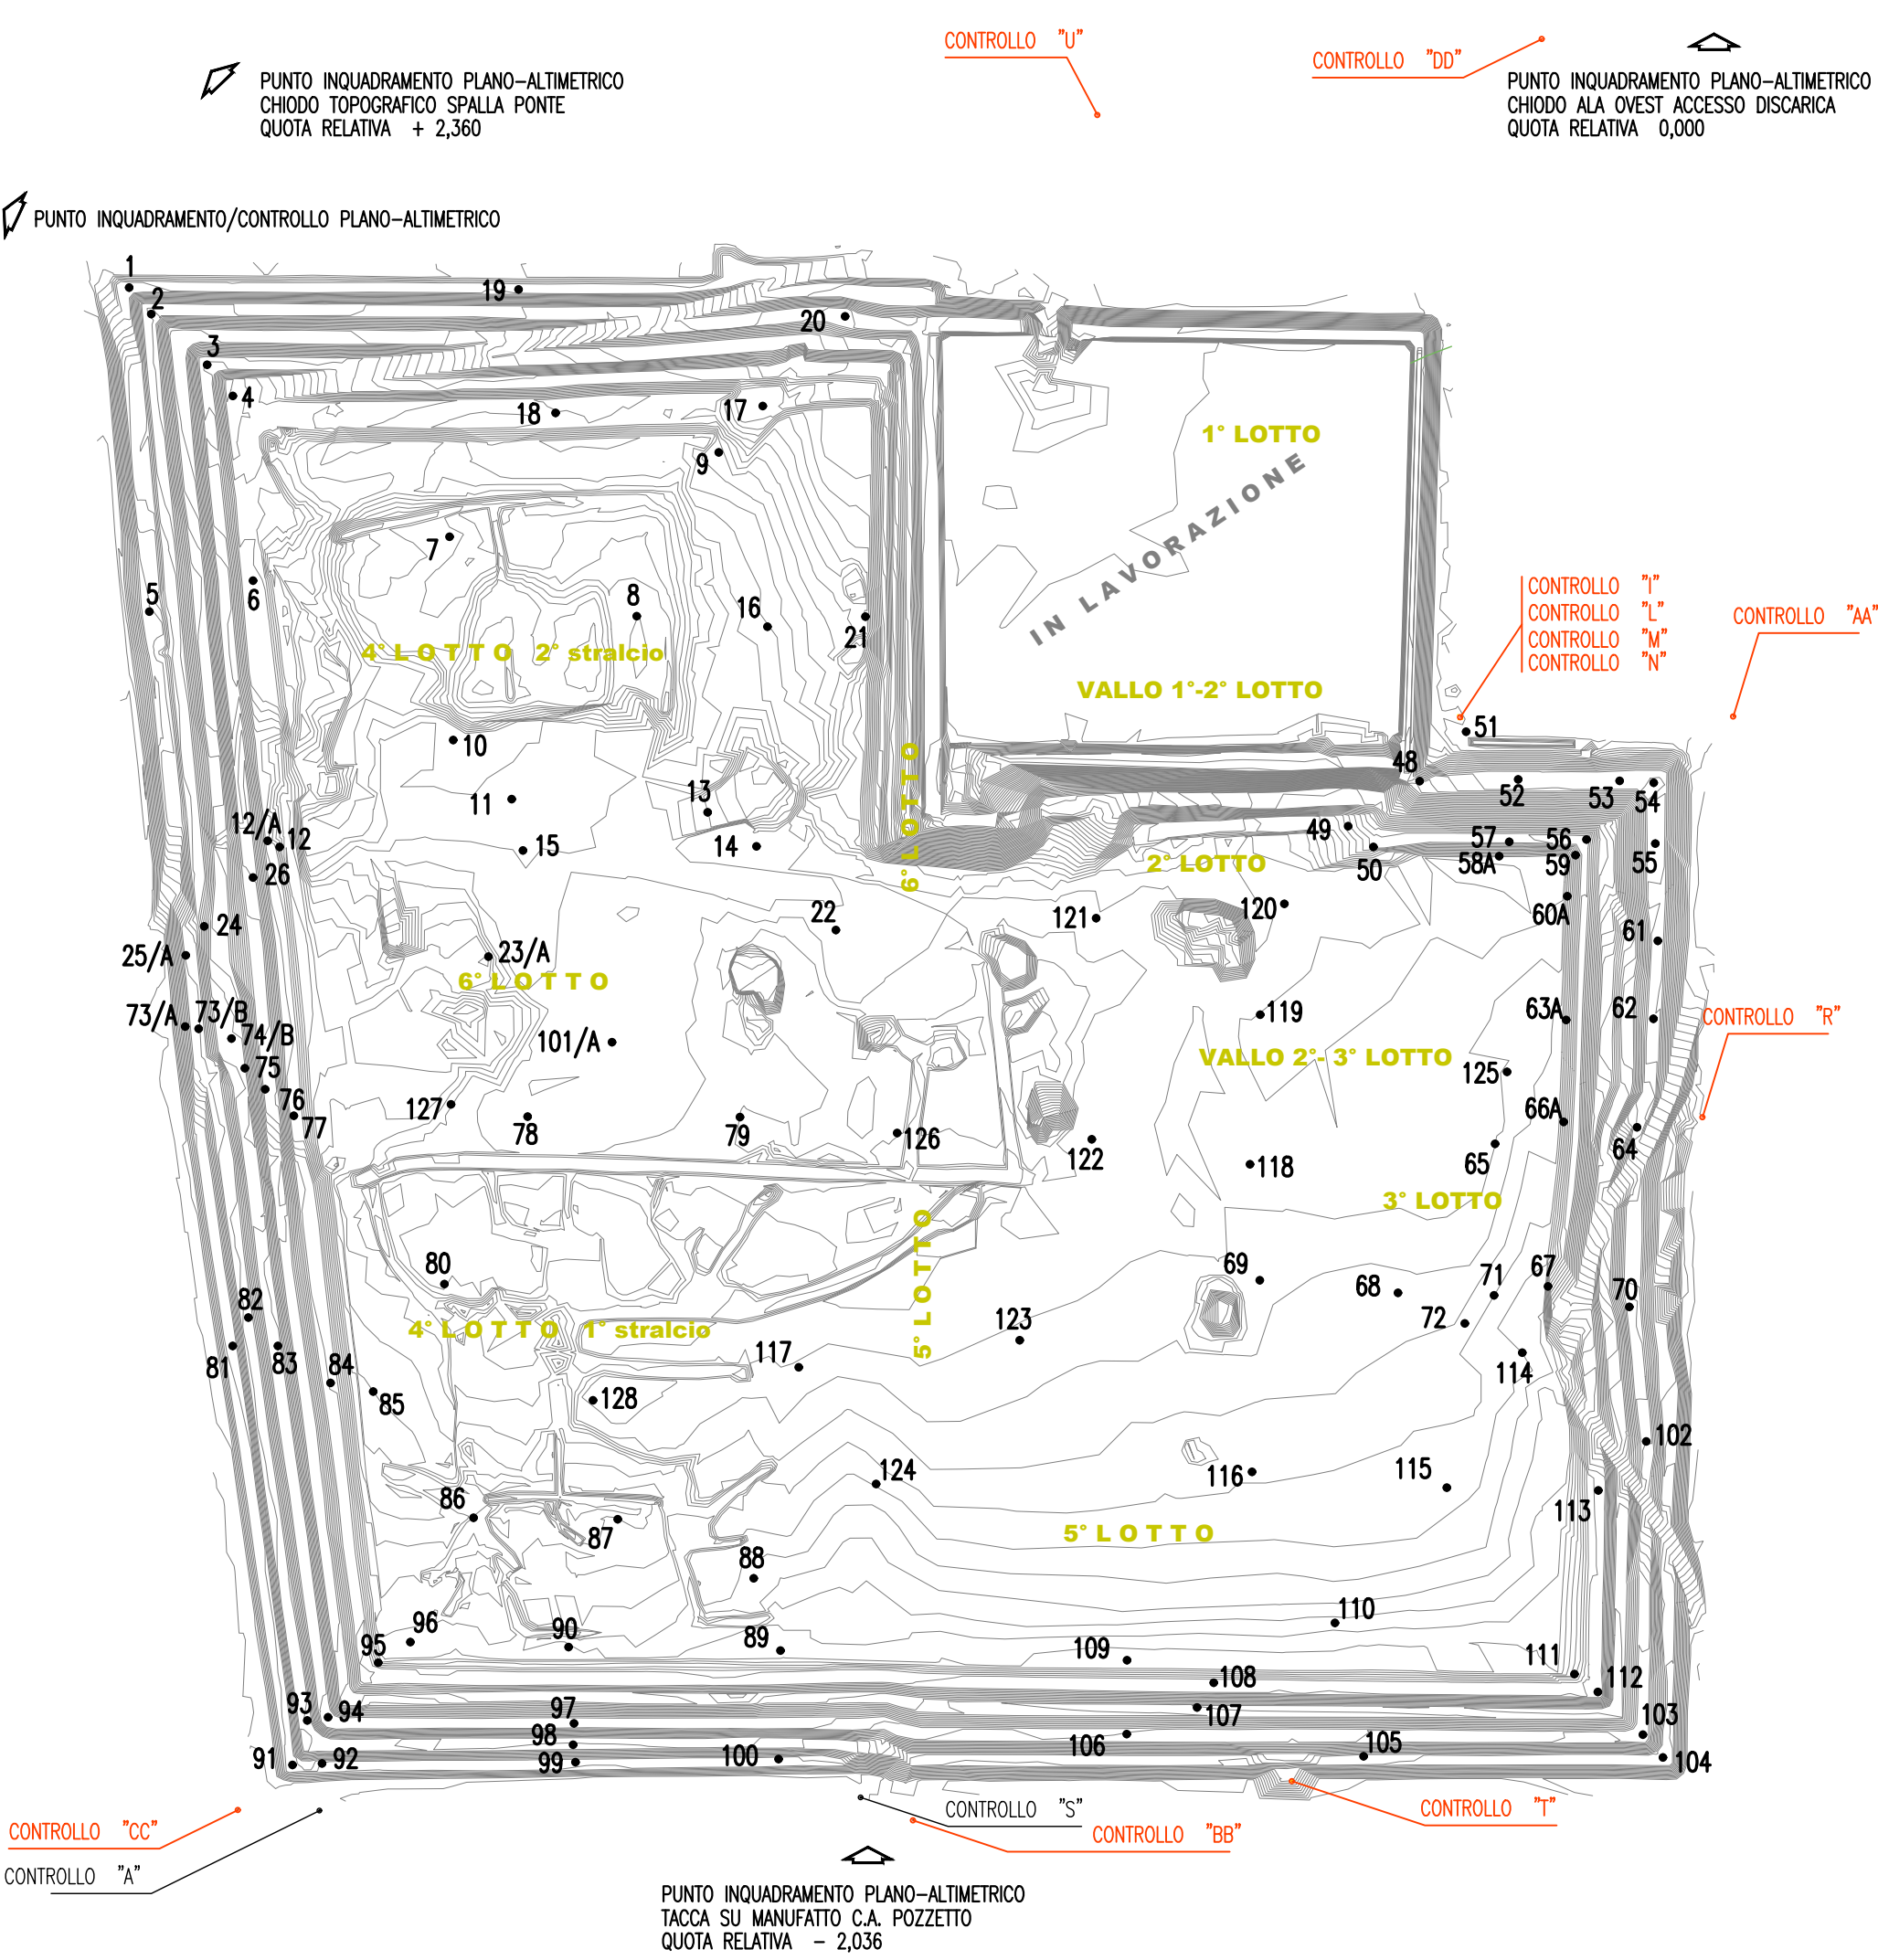 CONTROLLO "U"
CONTROLLO "DD"
PUNTO INQUADRAMENTO PLANO-ALTIMETRICO
CHIODO TOPOGRAFICO SPALLA PONTE
QUOTA RELATIVA + 2,360
PUNTO INQUADRAMENTO PLANO-ALTIMETRICO
CHIODO ALA OVEST ACCESSO DISCARICA
QUOTA RELATIVA 0,000
PUNTO INQUADRAMENTO/CONTROLLO PLANO-ALTIMETRICO
1
19
2
20
3
4
18
17
1° LOTTO
9
IN LAVORAZIONE
7
5
6
8
16
21
CONTROLLO "I"
CONTROLLO "L"
CONTROLLO "M"
CONTROLLO "N"
CONTROLLO "AA"
4° LOTTO 2° stralcio
VALLO 1°-2° LOTTO
10
51
48
11
13
52
53
54
6° LOTTO
12/A
12
15
14
49
50
57
56
58A
59
55
2° LOTTO
26
60A
24
22
121
120
61
25/A
23/A
6° LOTTO
73/A
73/B
74/B
101/A
119
63A
62
CONTROLLO "R"
VALLO 2°- 3° LOTTO
75
125
76
77
127
78
79
126
122
66A
64
118
65
3° LOTTO
80
69
68
71
67
70
82
4° LOTTO 1° stralcio
5° LOTTO
123
72
81
83
84
117
114
85
128
102
124
116
115
86
87
113
5° LOTTO
88
110
96
95
90
89
109
111
108
112
93
94
97
107
103
98
106
91
92
99
100
105
104
CONTROLLO "S"
CONTROLLO "T"
CONTROLLO "CC"
CONTROLLO "BB"
CONTROLLO "A"
PUNTO INQUADRAMENTO PLANO-ALTIMETRICO
TACCA SU MANUFATTO C.A. POZZETTO
QUOTA RELATIVA - 2,036